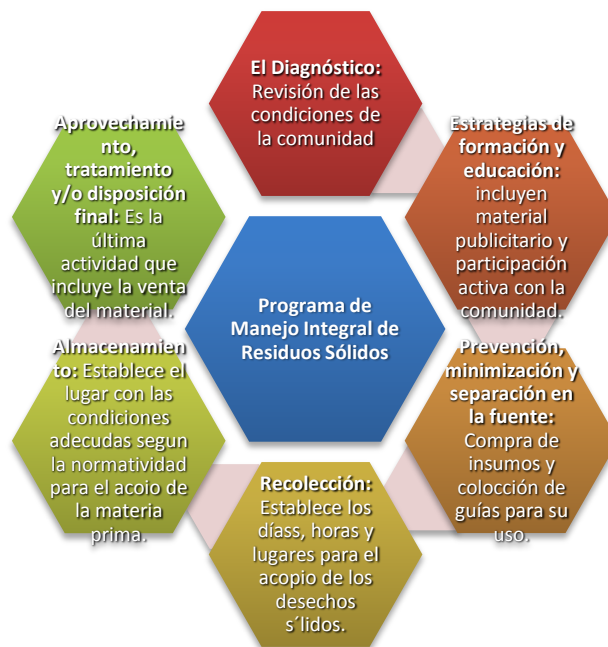 El Diagnóstico:
Revisión de las
condiciones de
la comunidad
Estrategias de
formación y
educación:
incluyen
material
publicitario y
participación
activa con la
comunidad.
Prevención,
minimización y
separación en
la fuente:
Compra de
insumos y
colocción de
guías para su
uso.
Recolección:
Establece los
díass, horas y
lugares para el
acopio de los
desechos
s´lidos.
Almacenamie
nto: Establece el
lugar con las
condiciones
adecudas segun
la normatividad
para el acoio de
la materia
prima.
Aprovechamie
nto,
tratamiento
y/o disposición
final: Es la
última
actividad que
incluye la venta
del material.
Programa de
Manejo Integral de
Residuos Sólidos